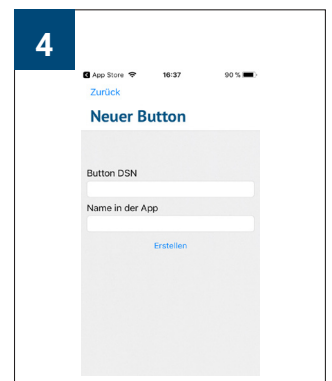 4
App Store 16:37 90 %
Zurück
Neuer Button
Button DSN
Name in der App
Erstellen